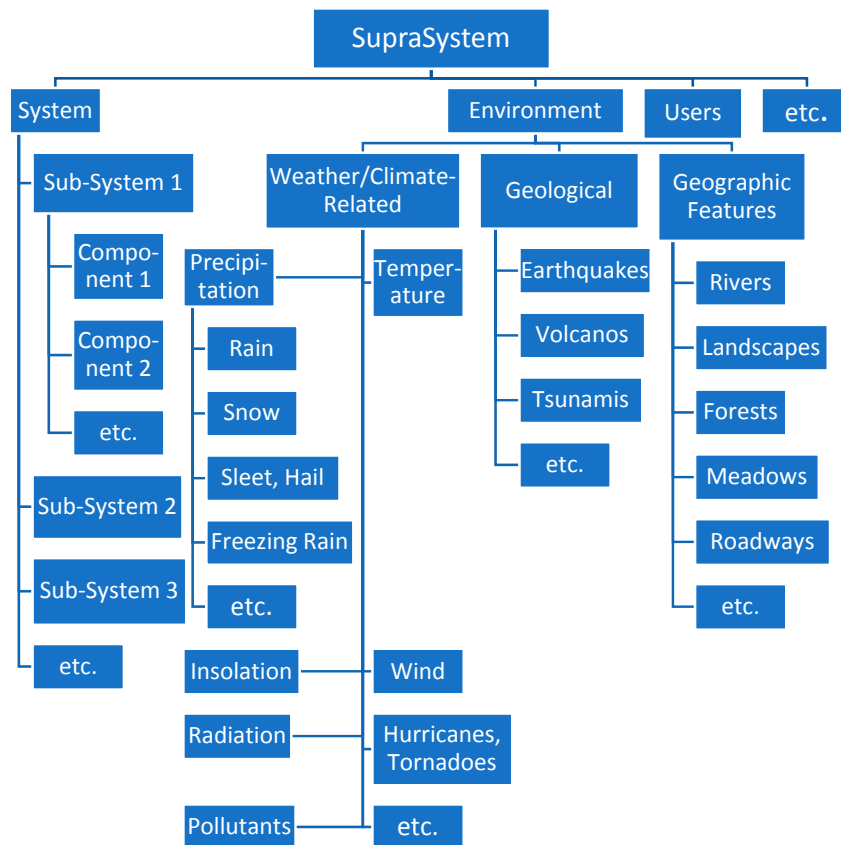 SupraSystem
System
Environment
Users
etc.
Sub-System 1
Compo-
nent 1
Compo-
nent 2
etc.
Sub-System 2
Sub-System 3
etc.
Weather/Climate-
Related
Precipi-
tation
Rain
Snow
Sleet, Hail
Freezing Rain
etc.
Temper-
ature
Insolation
Wind
Radiation
Hurricanes,
Tornadoes
Pollutants
etc.
Geological
Earthquakes
Volcanos
Tsunamis
etc.
Geographic
Features
Rivers
Landscapes
Forests
Meadows
Roadways
etc.